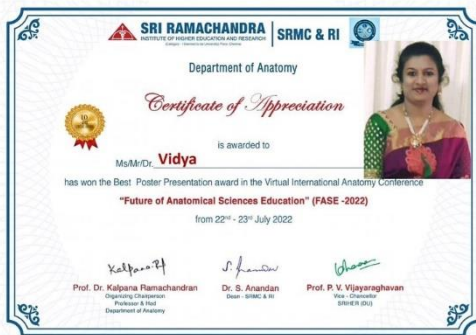 SRI RAMACHANDRA
INSTITUTE OF HIGHER EDUCATION AND RESEARCH
SRMC & RI
Department of Anatomy
Certificate of Appreciation
is awarded to
Ms/Mr/Dr. Vidya
has won the Best Poster Presentation award in the Virtual International Anatomy Conference
"Future of Anatomical Sciences Education" (FASE -2022)
from 22nd - 23rd July 2022
Prof. Dr. Kalpana Ramachandran
Organizing Chairperson
Professor & Hod
Department of Anatomy
Dr. S. Anandan
Dean - SRMC & RI
Prof. P. V. Vijayaraghavan
Vice - Chancellor
SRIHER (DU)